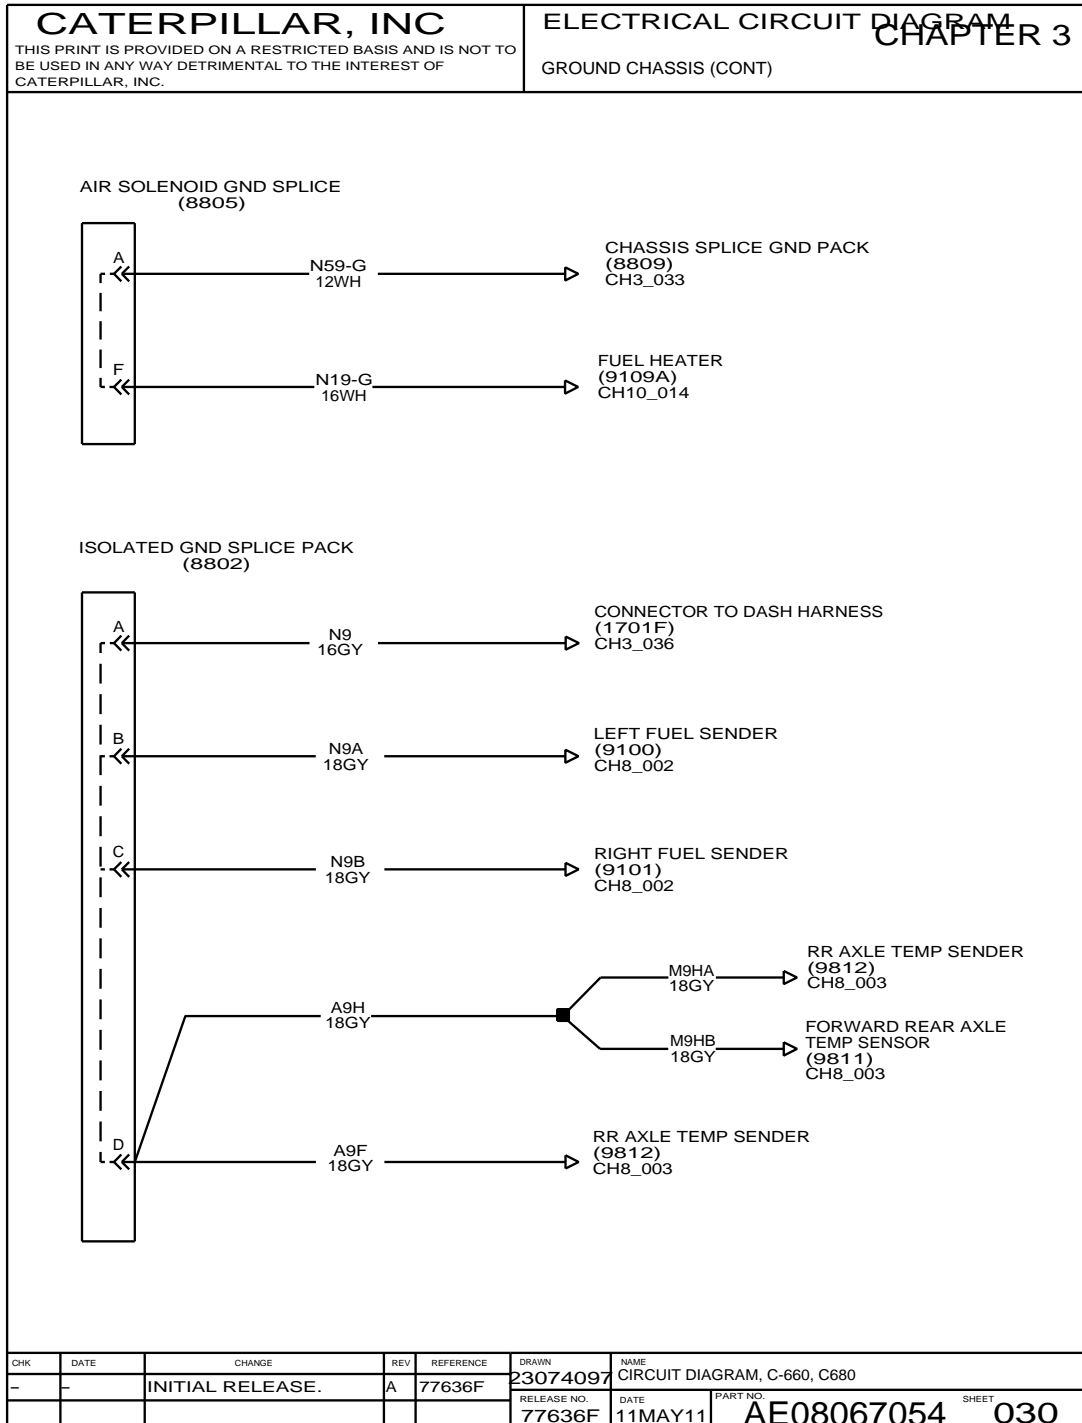 CATERPILLAR, INC
THIS PRINT IS PROVIDED ON A RESTRICTED BASIS AND IS NOT TO
BE USED IN ANY WAY DETRIMENTAL TO THE INTEREST OF
CATERPILLAR, INC.
ELECTRICAL CIRCUIT DIAGRAM
CHAPTER 3
GROUND CHASSIS (CONT)
AIR SOLENOID GND SPLICE
(8805)
A
N59-G
12WH
CHASSIS SPLICE GND PACK
(8809)
CH3_033
F
N19-G
16WH
FUEL HEATER
(9109A)
CH10_014
ISOLATED GND SPLICE PACK
(8802)
A
N9
16GY
CONNECTOR TO DASH HARNESS
(1701F)
CH3_036
B
N9A
18GY
LEFT FUEL SENDER
(9100)
CH8_002
C
N9B
18GY
RIGHT FUEL SENDER
(9101)
CH8_002
A9H
18GY
M9HA
18GY
RR AXLE TEMP SENDER
(9812)
CH8_003
M9HB
18GY
FORWARD REAR AXLE
TEMP SENSOR
(9811)
CH8_003
D
A9F
18GY
RR AXLE TEMP SENDER
(9812)
CH8_003
CHK DATE CHANGE REV REFERENCE
– – INITIAL RELEASE. A 77636F
DRAWN
23074097
NAME
CIRCUIT DIAGRAM, C-660, C680
RELEASE NO.
77636F
DATE
11MAY11
PART NO.
AE08067054
SHEET
030